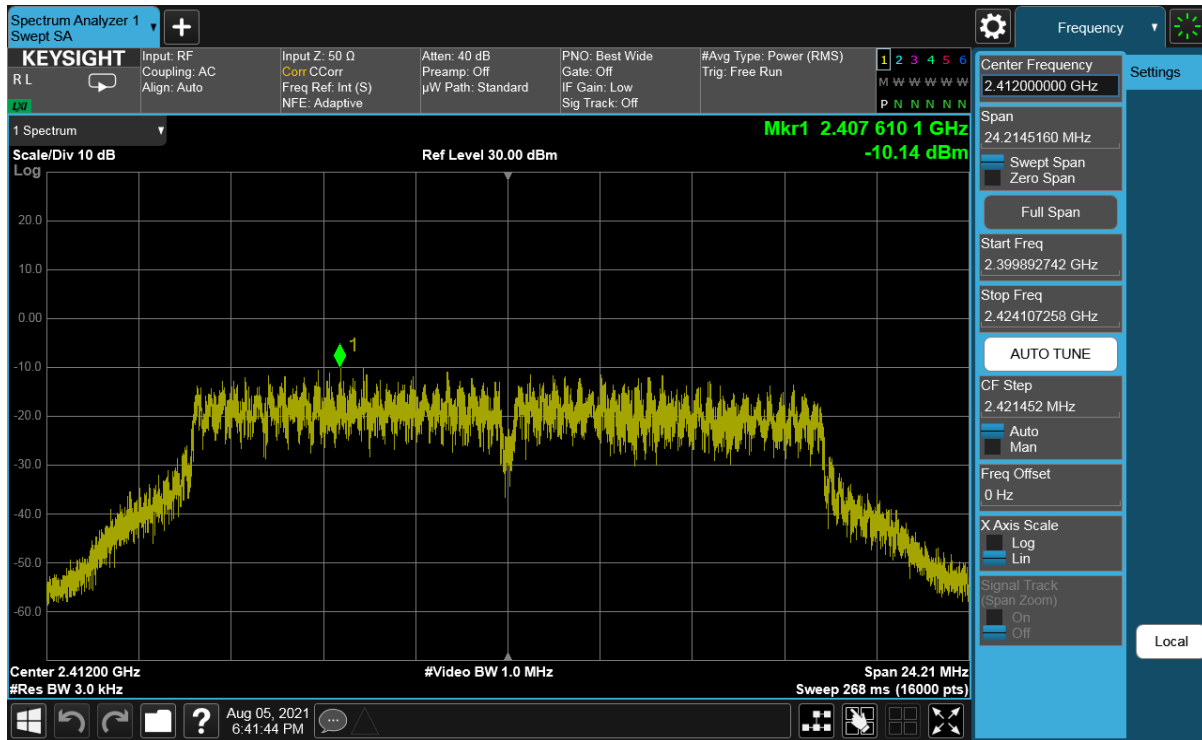 Spectrum Analyzer 1
Swept SA
Frequency
KEYSIGHT
R L
LXI
Input: RF
Coupling: AC
Align: Auto
Input Z: 50 Ω
Corr CCorr
Freq Ref: Int (S)
NFE: Adaptive
Atten: 40 dB
Preamp: Off
µW Path: Standard
PNO: Best Wide
Gate: Off
IF Gain: Low
Sig Track: Off
#Avg Type: Power (RMS)
Trig: Free Run
1 2 3 4 5 6
M W W W W W
P N N N N N
1 Spectrum
Scale/Div 10 dB
Log
Ref Level 30.00 dBm
Mkr1 2.407 610 1 GHz
-10.14 dBm
20.0
10.0
0.00
-10.0
-20.0
-30.0
-40.0
-50.0
-60.0
1
Center 2.41200 GHz
#Res BW 3.0 kHz
#Video BW 1.0 MHz
Span 24.21 MHz
Sweep 268 ms (16000 pts)
Center Frequency
2.412000000 GHz
Settings
Span
24.2145160 MHz
Swept Span
Zero Span
Full Span
Start Freq
2.399892742 GHz
Stop Freq
2.424107258 GHz
AUTO TUNE
CF Step
2.421452 MHz
Auto
Man
Freq Offset
0 Hz
X Axis Scale
Log
Lin
Signal Track
(Span Zoom)
On
Off
Local
?
Aug 05, 2021
6:41:44 PM